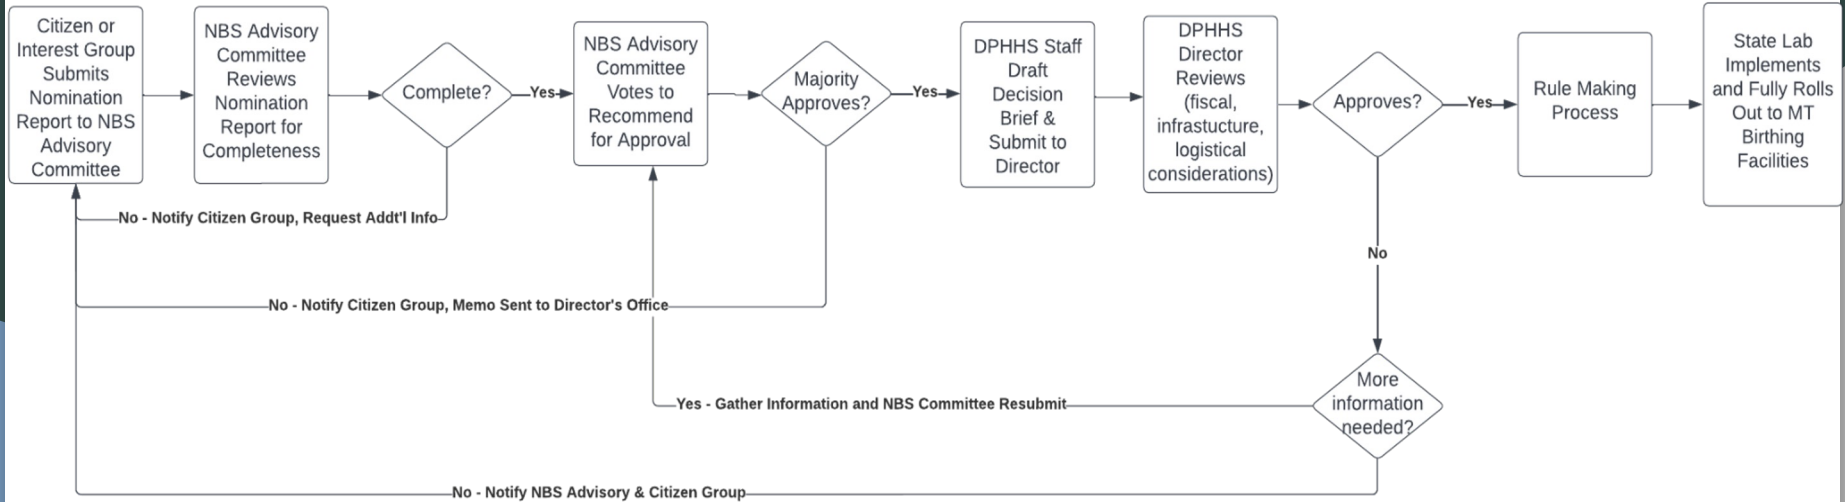 Citizen or
Interest Group
Submits
Nomination
Report to NBS
Advisory
Committee
NBS Advisory
Committee
Reviews
Nomination
Report for
Completeness
Complete?
Yes
NBS Advisory
Committee
Votes to
Recommend
for Approval
Majority
Approves?
Yes
DPHHS Staff
Draft
Decision
Brief &
Submit to
Director
DPHHS
Director
Reviews
(fiscal,
infrastucture,
logistical
considerations)
Approves?
Yes
Rule Making
Process
State Lab
Implements
and Fully Rolls
Out to MT
Birthing
Facilities
No - Notify Citizen Group, Request Addt'l Info
No
No - Notify Citizen Group, Memo Sent to Director's Office
More
information
needed?
Yes - Gather Information and NBS Committee Resubmit
No - Notify NBS Advisory & Citizen Group